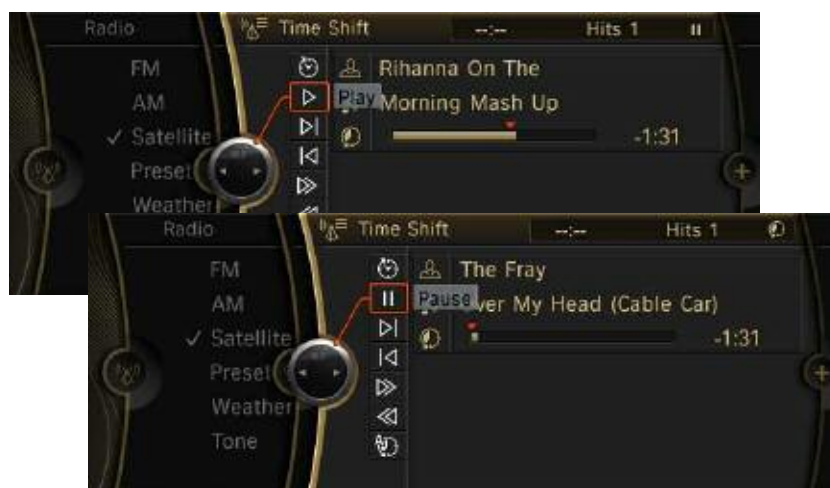 Radio
Time Shift
--:--
Hits 1
FM
AM
✓ Satellite
Preset
Weather
Play
Rihanna On The
Morning Mash Up
-1:31
Radio
Time Shift
--:--
Hits 1
FM
AM
✓ Satellite
Preset
Weather
Tone
Pause
The Fray
ver My Head (Cable Car)
-1:31